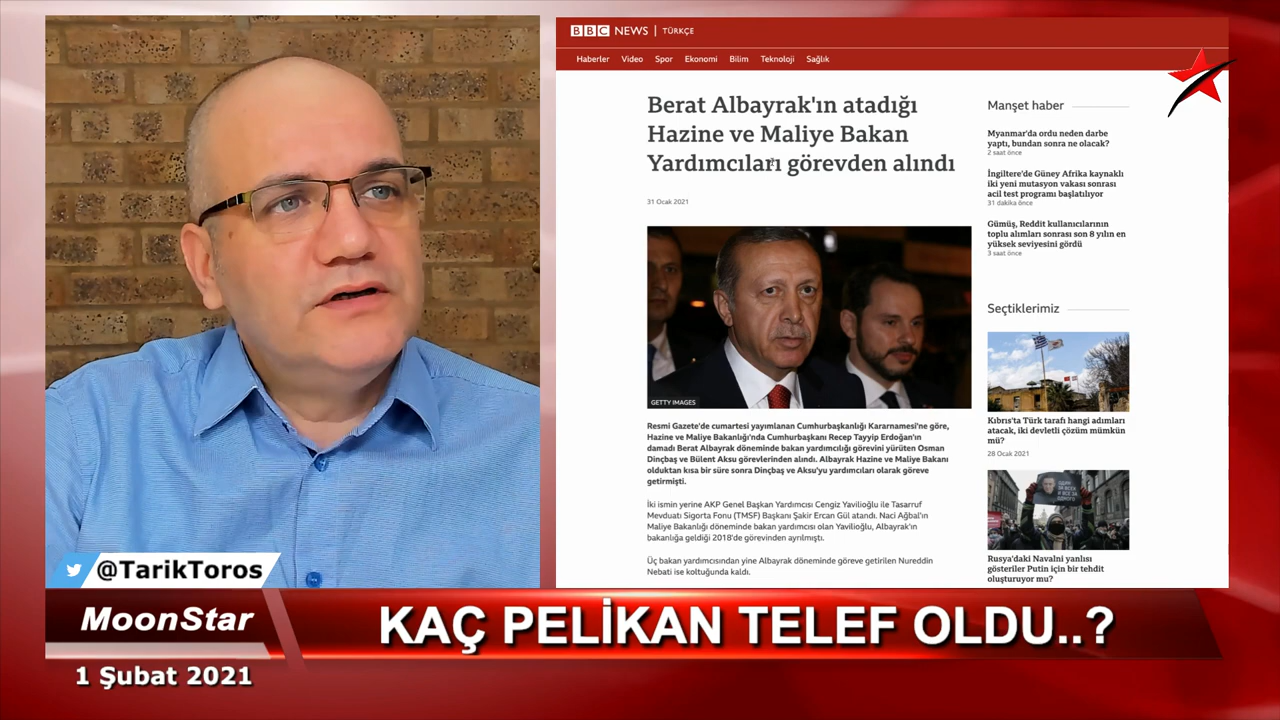 BBC NEWS | TÜRKÇE
Haberler Video Spor Ekonomi Bilim Teknoloji Sağlık
Berat Albayrak'ın atadığı
Hazine ve Maliye Bakan
Yardımcıları görevden alındı
31 Ocak 2021
GETTY IMAGES
Resmi Gazete'de cumartesi yayımlanan Cumhurbaşkanlığı Kararnamesi'ne göre,
Hazine ve Maliye Bakanlığı'nda Cumhurbaşkanı Recep Tayyip Erdoğan'ın
damadı Berat Albayrak döneminde bakan yardımcılığı görevini yürüten Osman
Dinçbaş ve Bülent Aksu görevlerinden alındı. Albayrak Hazine ve Maliye Bakanı
olduktan kısa bir süre sonra Dinçbaş ve Aksu'yu yardımcıları olarak göreve
getirmişti.
İki ismin yerine AKP Genel Başkan Yardımcısı Cengiz Yavilioğlu ile Tasarruf
Mevduatı Sigorta Fonu (TMSF) Başkanı Şakir Ercan Gül atandı. Naci Ağbal'ın
Maliye Bakanlığı döneminde bakan yardımcısı olan Yavilioğlu, Albayrak'ın
bakanlığa geldiği 2018'de görevinden ayrılmıştı.
Üç bakan yardımcısından yine Albayrak döneminde göreve getirilen Nureddin
Nebati ise koltuğunda kaldı.
Manşet haber
Myanmar'da ordu neden darbe
yaptı, bundan sonra ne olacak?
2 saat önce
İngiltere'de Güney Afrika kaynaklı
iki yeni mutasyon vakası sonrası
acil test programı başlatılıyor
31 dakika önce
Gümüş, Reddit kullanıcılarının
toplu alımları sonrası son 8 yılın en
yüksek seviyesini gördü
3 saat önce
Seçtiklerimiz
Kıbrıs'ta Türk tarafı hangi adımları
atacak, iki devletli çözüm mümkün
mü?
28 Ocak 2021
Rusya'daki Navalni yanlısı
gösteriler Putin için bir tehdit
oluşturuyor mu?
@TarikToros
MoonStar
KAÇ PELİKAN TELEF OLDU..?
1 Şubat 2021